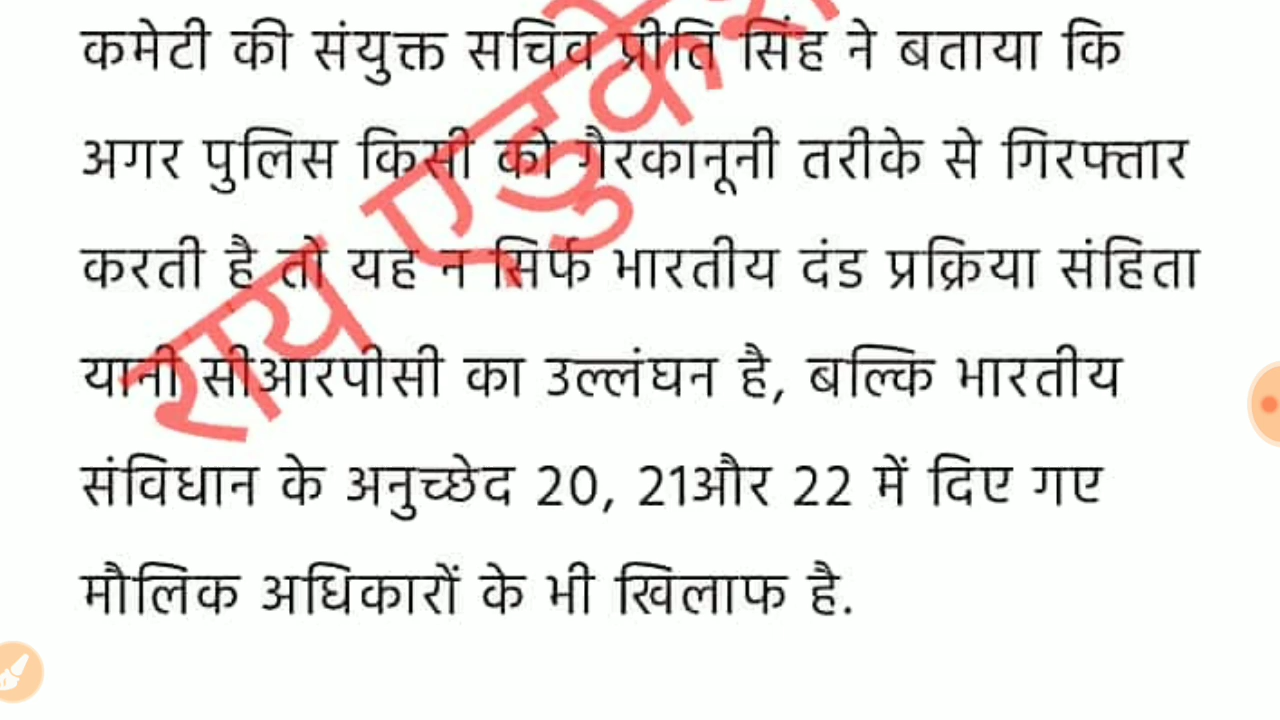 कमेटी की संयुक्त सचिव प्रीति सिंह ने बताया कि
अगर पुलिस किसी को गैरकानूनी तरीके से गिरफ्तार
करती है तो यह न सिर्फ भारतीय दंड प्रक्रिया संहिता
यानी सीआरपीसी का उल्लंघन है, बल्कि भारतीय
संविधान के अनुच्छेद 20, 21और 22 में दिए गए
मौलिक अधिकारों के भी खिलाफ है.
राय